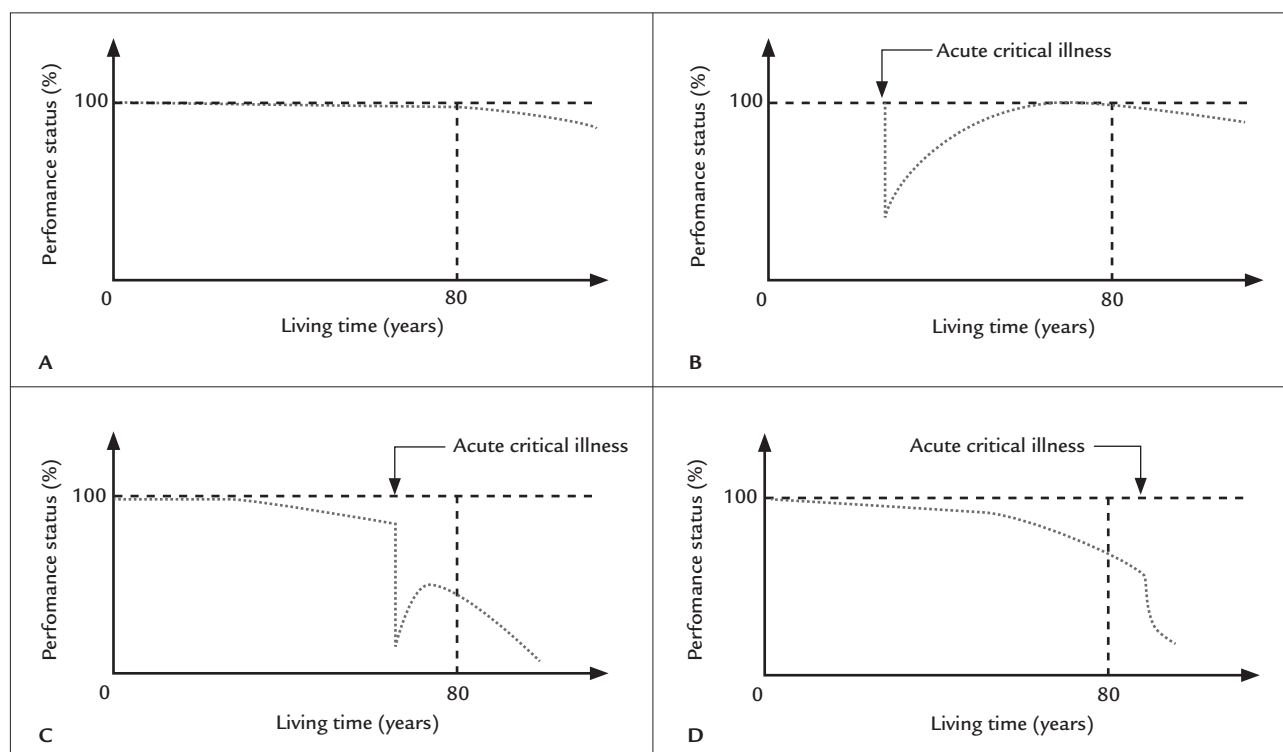 Perfomance status (%)
100
0
80
Living time (years)
A
Acute critical illness
Perfomance status (%)
100
0
80
Living time (years)
B
Acute critical illness
Perfomance status (%)
100
0
80
Living time (years)
C
Acute critical illness
Perfomance status (%)
100
0
80
Living time (years)
D